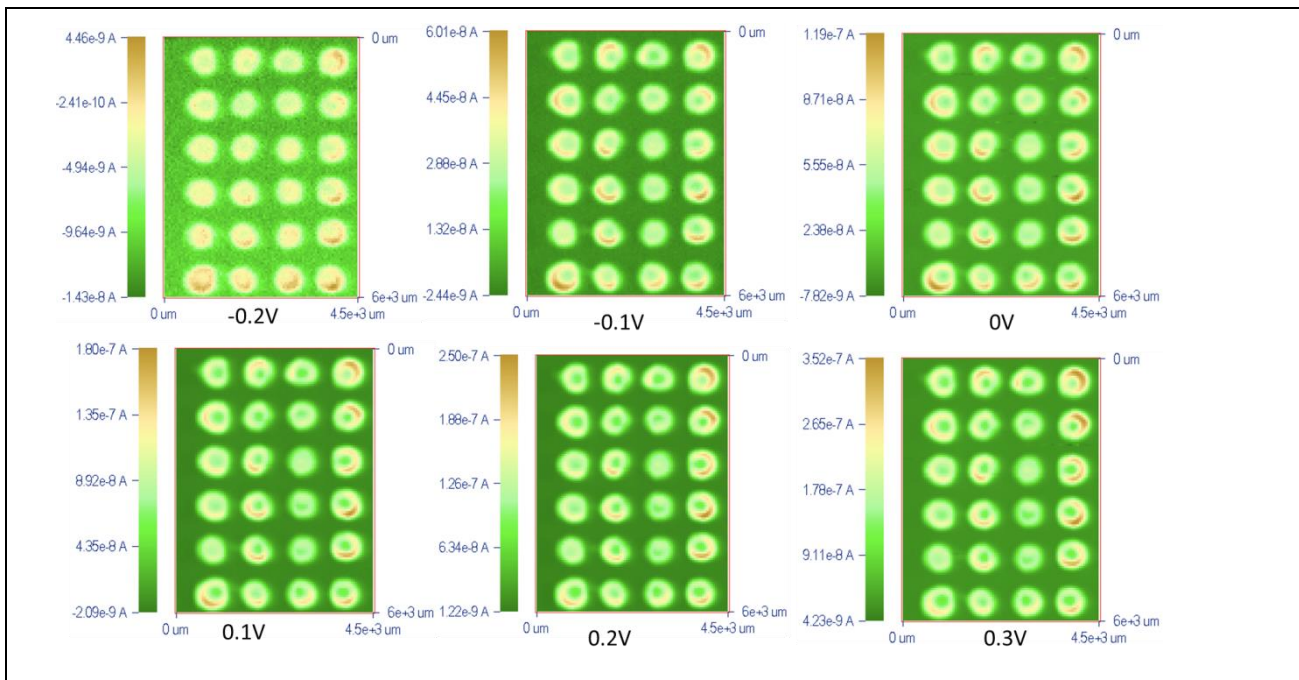 4.46e-9 A
-2.41e-10 A
-4.94e-9 A
-9.64e-9 A
-1.43e-8 A
0 um
6e+3 um
0 um
4.5e+3 um
-0.2V
6.01e-8 A
4.45e-8 A
2.88e-8 A
1.32e-8 A
-2.44e-9 A
0 um
6e+3 um
0 um
4.5e+3 um
-0.1V
1.19e-7 A
8.71e-8 A
5.55e-8 A
2.38e-8 A
-7.82e-9 A
0 um
6e+3 um
0 um
4.5e+3 um
0V
1.80e-7 A
1.35e-7 A
8.92e-8 A
4.35e-8 A
-2.09e-9 A
0 um
6e+3 um
0 um
4.5e+3 um
0.1V
2.50e-7 A
1.88e-7 A
1.26e-7 A
6.34e-8 A
1.22e-9 A
0 um
6e+3 um
0 um
4.5e+3 um
0.2V
3.52e-7 A
2.65e-7 A
1.78e-7 A
9.11e-8 A
4.23e-9 A
0 um
6e+3 um
0 um
4.5e+3 um
0.3V